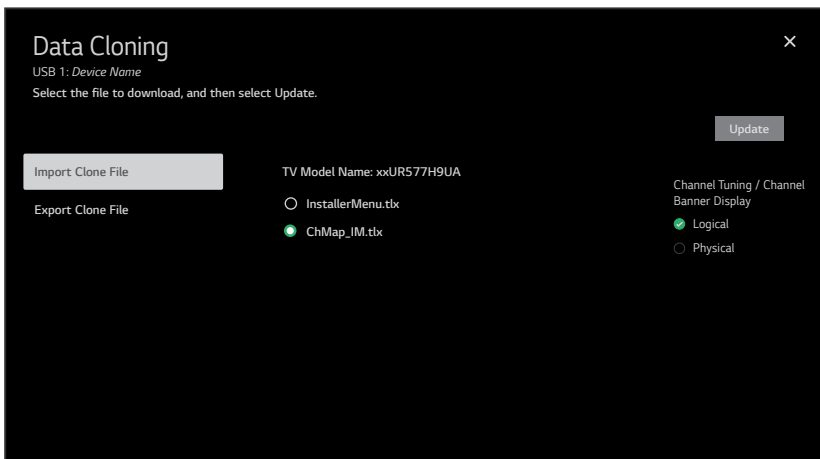 Data Cloning
USB 1: Device Name
Select the file to download, and then select Update.
Update
Import Clone File
Export Clone File
TV Model Name: xxUR577H9UA
InstallerMenu.tlx
ChMap_IM.tlx
Channel Tuning / Channel
Banner Display
Logical
Physical